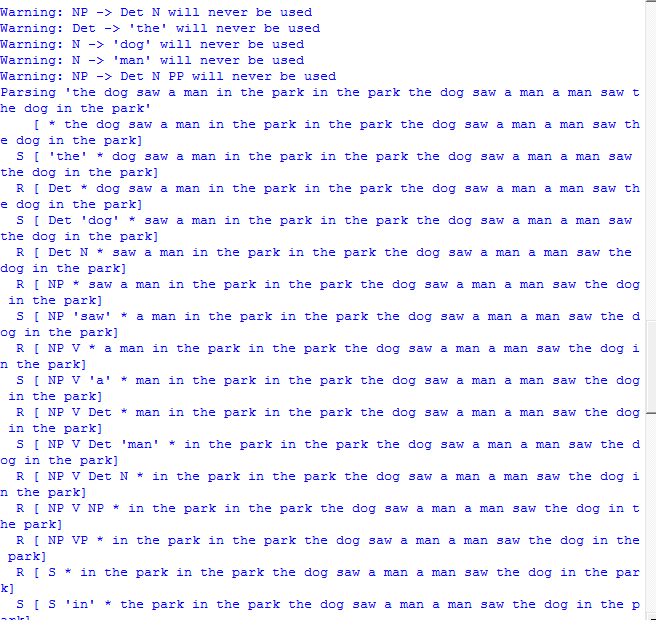 Warning: NP -> Det N will never be used
Warning: Det -> 'the' will never be used
Warning: N -> 'dog' will never be used
Warning: N -> 'man' will never be used
Warning: NP -> Det N PP will never be used
Parsing 'the dog saw a man in the park in the park the dog saw a man a man saw t
he dog in the park'
    [ * the dog saw a man in the park in the park the dog saw a man a man saw th
e dog in the park]
  S [ 'the' * dog saw a man in the park in the park the dog saw a man a man saw
the dog in the park]
  R [ Det * dog saw a man in the park in the park the dog saw a man a man saw th
e dog in the park]
  S [ Det 'dog' * saw a man in the park in the park the dog saw a man a man saw
the dog in the park]
  R [ Det N * saw a man in the park in the park the dog saw a man a man saw the
dog in the park]
  R [ NP * saw a man in the park in the park the dog saw a man a man saw the dog
 in the park]
  S [ NP 'saw' * a man in the park in the park the dog saw a man a man saw the d
og in the park]
  R [ NP V * a man in the park in the park the dog saw a man a man saw the dog i
n the park]
  S [ NP V 'a' * man in the park in the park the dog saw a man a man saw the dog
 in the park]
  R [ NP V Det * man in the park in the park the dog saw a man a man saw the dog
 in the park]
  S [ NP V Det 'man' * in the park in the park the dog saw a man a man saw the d
og in the park]
  R [ NP V Det N * in the park in the park the dog saw a man a man saw the dog i
n the park]
  R [ NP V NP * in the park in the park the dog saw a man a man saw the dog in t
he park]
  R [ NP VP * in the park in the park the dog saw a man a man saw the dog in the
 park]
  R [ S * in the park in the park the dog saw a man a man saw the dog in the par
k]
  S [ S 'in' * the park in the park the dog saw a man a man saw the dog in the p
ark]